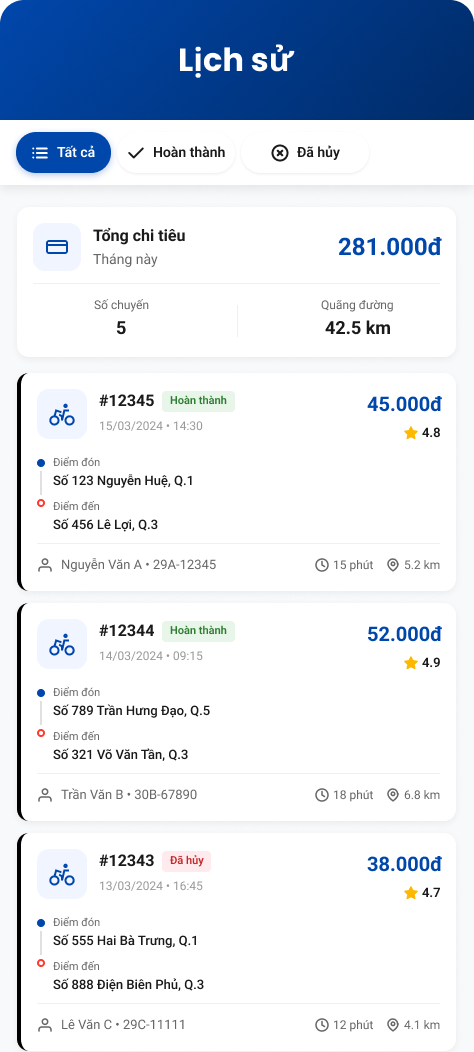 Lịch sử
Tất cả
Hoàn thành
Đã hủy
Tổng chi tiêu
Tháng này
281.000đ
Số chuyến
5
Quãng đường
42.5 km
#12345 Hoàn thành
15/03/2024 • 14:30
45.000đ
4.8
Điểm đón
Số 123 Nguyễn Huệ, Q.1
Điểm đến
Số 456 Lê Lợi, Q.3
Nguyễn Văn A • 29A-12345
15 phút
5.2 km
#12344 Hoàn thành
14/03/2024 • 09:15
52.000đ
4.9
Điểm đón
Số 789 Trần Hưng Đạo, Q.5
Điểm đến
Số 321 Võ Văn Tần, Q.3
Trần Văn B • 30B-67890
18 phút
6.8 km
#12343 Đã hủy
13/03/2024 • 16:45
38.000đ
4.7
Điểm đón
Số 555 Hai Bà Trưng, Q.1
Điểm đến
Số 888 Điện Biên Phủ, Q.3
Lê Văn C • 29C-11111
12 phút
4.1 km